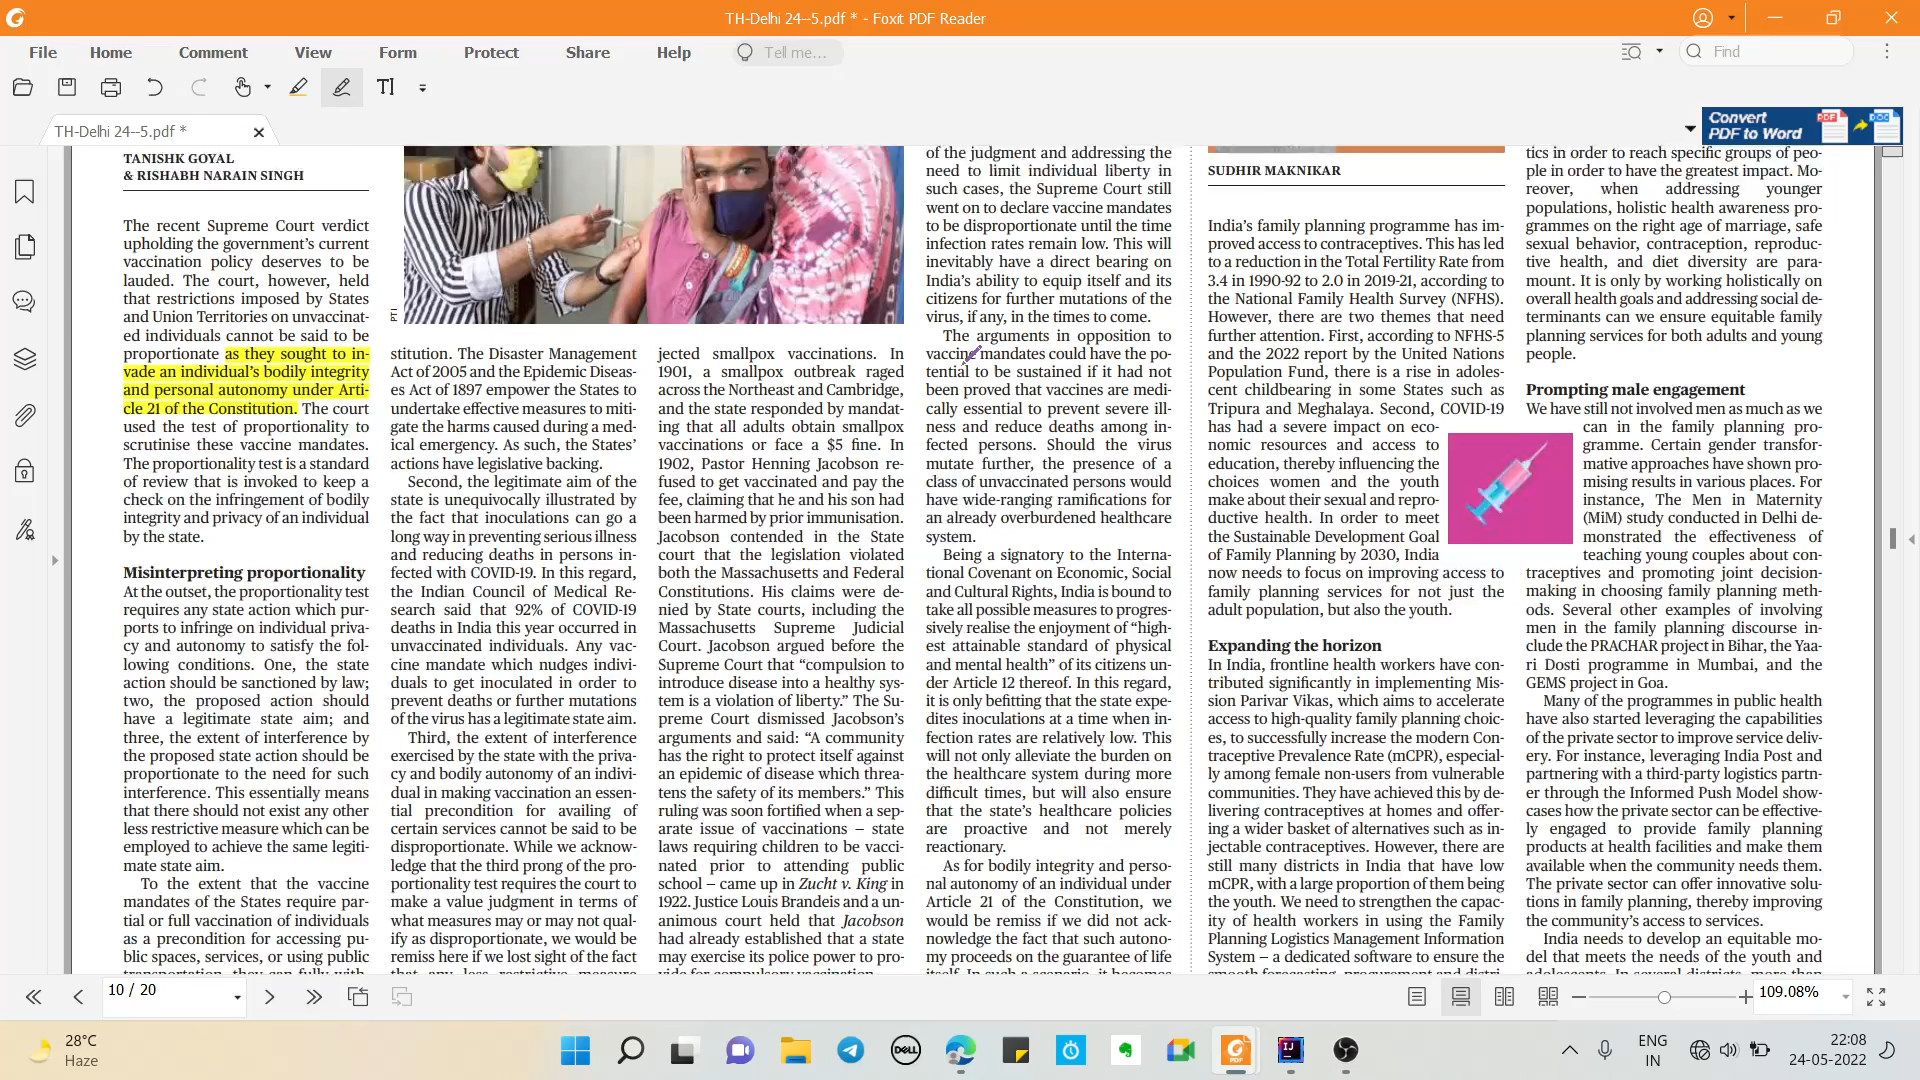 TH-Delhi 24--5.pdf * - Foxit PDF Reader
File Home Comment View Form Protect Share Help Tell me... Find
TH-Delhi 24--5.pdf *
Convert
PDF to Word
PDF DOC
TANISHK GOYAL
& RISHABH NARAIN SINGH
The recent Supreme Court verdict
upholding the government's current
vaccination policy deserves to be
lauded. The court, however, held
that restrictions imposed by States
and Union Territories on unvaccinat-
ed individuals cannot be said to be
proportionate as they sought to in-
vade an individual's bodily integrity
and personal autonomy under Arti-
cle 21 of the Constitution. The court
used the test of proportionality to
scrutinise these vaccine mandates.
The proportionality test is a standard
of review that is invoked to keep a
check on the infringement of bodily
integrity and privacy of an individual
by the state.
Misinterpreting proportionality
At the outset, the proportionality test
requires any state action which pur-
ports to infringe on individual priva-
cy and autonomy to satisfy the fol-
lowing conditions. One, the state
action should be sanctioned by law;
two, the proposed action should
have a legitimate state aim; and
three, the extent of interference by
the proposed state action should be
proportionate to the need for such
interference. This essentially means
that there should not exist any other
less restrictive measure which can be
employed to achieve the same legiti-
mate state aim.
To the extent that the vaccine
mandates of the States require par-
tial or full vaccination of individuals
as a precondition for accessing pu-
blic spaces, services, or using public
transportation, they can fully with-
PTI
stitution. The Disaster Management
Act of 2005 and the Epidemic Diseas-
es Act of 1897 empower the States to
undertake effective measures to miti-
gate the harms caused during a med-
ical emergency. As such, the States'
actions have legislative backing.
Second, the legitimate aim of the
state is unequivocally illustrated by
the fact that inoculations can go a
long way in preventing serious illness
and reducing deaths in persons in-
fected with COVID-19. In this regard,
the Indian Council of Medical Re-
search said that 92% of COVID-19
deaths in India this year occurred in
unvaccinated individuals. Any vac-
cine mandate which nudges indivi-
duals to get inoculated in order to
prevent deaths or further mutations
of the virus has a legitimate state aim.
Third, the extent of interference
exercised by the state with the priva-
cy and bodily autonomy of an indivi-
dual in making vaccination an essen-
tial precondition for availing of
certain services cannot be said to be
disproportionate. While we acknow-
ledge that the third prong of the pro-
portionality test requires the court to
make a value judgment in terms of
what measures may or may not qual-
ify as disproportionate, we would be
remiss here if we lost sight of the fact
that any less restrictive measure
jected smallpox vaccinations. In
1901, a smallpox outbreak raged
across the Northeast and Cambridge,
and the state responded by mandat-
ing that all adults obtain smallpox
vaccinations or face a $5 fine. In
1902, Pastor Henning Jacobson re-
fused to get vaccinated and pay the
fee, claiming that he and his son had
been harmed by prior immunisation.
Jacobson contended in the State
court that the legislation violated
both the Massachusetts and Federal
Constitutions. His claims were de-
nied by State courts, including the
Massachusetts Supreme Judicial
Court. Jacobson argued before the
Supreme Court that "compulsion to
introduce disease into a healthy sys-
tem is a violation of liberty." The Su-
preme Court dismissed Jacobson's
arguments and said: "A community
has the right to protect itself against
an epidemic of disease which threa-
tens the safety of its members." This
ruling was soon fortified when a sep-
arate issue of vaccinations – state
laws requiring children to be vacci-
nated prior to attending public
school – came up in Zucht v. King in
1922. Justice Louis Brandeis and a un-
animous court held that Jacobson
had already established that a state
may exercise its police power to pro-
vide for compulsory vaccination.
of the judgment and addressing the
need to limit individual liberty in
such cases, the Supreme Court still
went on to declare vaccine mandates
to be disproportionate until the time
infection rates remain low. This will
inevitably have a direct bearing on
India's ability to equip itself and its
citizens for further mutations of the
virus, if any, in the times to come.
The arguments in opposition to
vaccine mandates could have the po-
tential to be sustained if it had not
been proved that vaccines are medi-
cally essential to prevent severe ill-
ness and reduce deaths among in-
fected persons. Should the virus
mutate further, the presence of a
class of unvaccinated persons would
have wide-ranging ramifications for
an already overburdened healthcare
system.
Being a signatory to the Interna-
tional Covenant on Economic, Social
and Cultural Rights, India is bound to
take all possible measures to progres-
sively realise the enjoyment of "high-
est attainable standard of physical
and mental health" of its citizens un-
der Article 12 thereof. In this regard,
it is only befitting that the state expe-
dites inoculations at a time when in-
fection rates are relatively low. This
will not only alleviate the burden on
the healthcare system during more
difficult times, but will also ensure
that the state's healthcare policies
are proactive and not merely
reactionary.
As for bodily integrity and perso-
nal autonomy of an individual under
Article 21 of the Constitution, we
would be remiss if we did not ack-
nowledge the fact that such autono-
my proceeds on the guarantee of life
itself. In such a scenario, it becomes
SUDHIR MAKNIKAR
India's family planning programme has im-
proved access to contraceptives. This has led
to a reduction in the Total Fertility Rate from
3.4 in 1990-92 to 2.0 in 2019-21, according to
the National Family Health Survey (NFHS).
However, there are two themes that need
further attention. First, according to NFHS-5
and the 2022 report by the United Nations
Population Fund, there is a rise in adoles-
cent childbearing in some States such as
Tripura and Meghalaya. Second, COVID-19
has had a severe impact on eco-
nomic resources and access to
education, thereby influencing the
choices women and the youth
make about their sexual and repro-
ductive health. In order to meet
the Sustainable Development Goal
of Family Planning by 2030, India
now needs to focus on improving access to
family planning services for not just the
adult population, but also the youth.
Expanding the horizon
In India, frontline health workers have con-
tributed significantly in implementing Mis-
sion Parivar Vikas, which aims to accelerate
access to high-quality family planning choic-
es, to successfully increase the modern Con-
traceptive Prevalence Rate (mCPR), especial-
ly among female non-users from vulnerable
communities. They have achieved this by de-
livering contraceptives at homes and offer-
ing a wider basket of alternatives such as in-
jectable contraceptives. However, there are
still many districts in India that have low
mCPR, with a large proportion of them being
the youth. We need to strengthen the capac-
ity of health workers in using the Family
Planning Logistics Management Information
System – a dedicated software to ensure the
smooth forecasting, procurement and distri-
tics in order to reach specific groups of peo-
ple in order to have the greatest impact. Mo-
reover, when addressing younger
populations, holistic health awareness pro-
grammes on the right age of marriage, safe
sexual behavior, contraception, reproduc-
tive health, and diet diversity are para-
mount. It is only by working holistically on
overall health goals and addressing social de-
terminants can we ensure equitable family
planning services for both adults and young
people.
Prompting male engagement
We have still not involved men as much as we
can in the family planning pro-
gramme. Certain gender transfor-
mative approaches have shown pro-
mising results in various places. For
instance, The Men in Maternity
(MiM) study conducted in Delhi de-
monstrated the effectiveness of
teaching young couples about con-
traceptives and promoting joint decision-
making in choosing family planning meth-
ods. Several other examples of involving
men in the family planning discourse in-
clude the PRACHAR project in Bihar, the Yaa-
ri Dosti programme in Mumbai, and the
GEMS project in Goa.
Many of the programmes in public health
have also started leveraging the capabilities
of the private sector to improve service deliv-
ery. For instance, leveraging India Post and
partnering with a third-party logistics partn-
er through the Informed Push Model show-
cases how the private sector can be effective-
ly engaged to provide family planning
products at health facilities and make them
available when the community needs them.
The private sector can offer innovative solu-
tions in family planning, thereby improving
the community's access to services.
India needs to develop an equitable mo-
del that meets the needs of the youth and
adolescents. In several districts, more than
10 / 20
109.08%
28°C
Haze
DELL
PDF
IJ
ENG
IN
22:08
24-05-2022